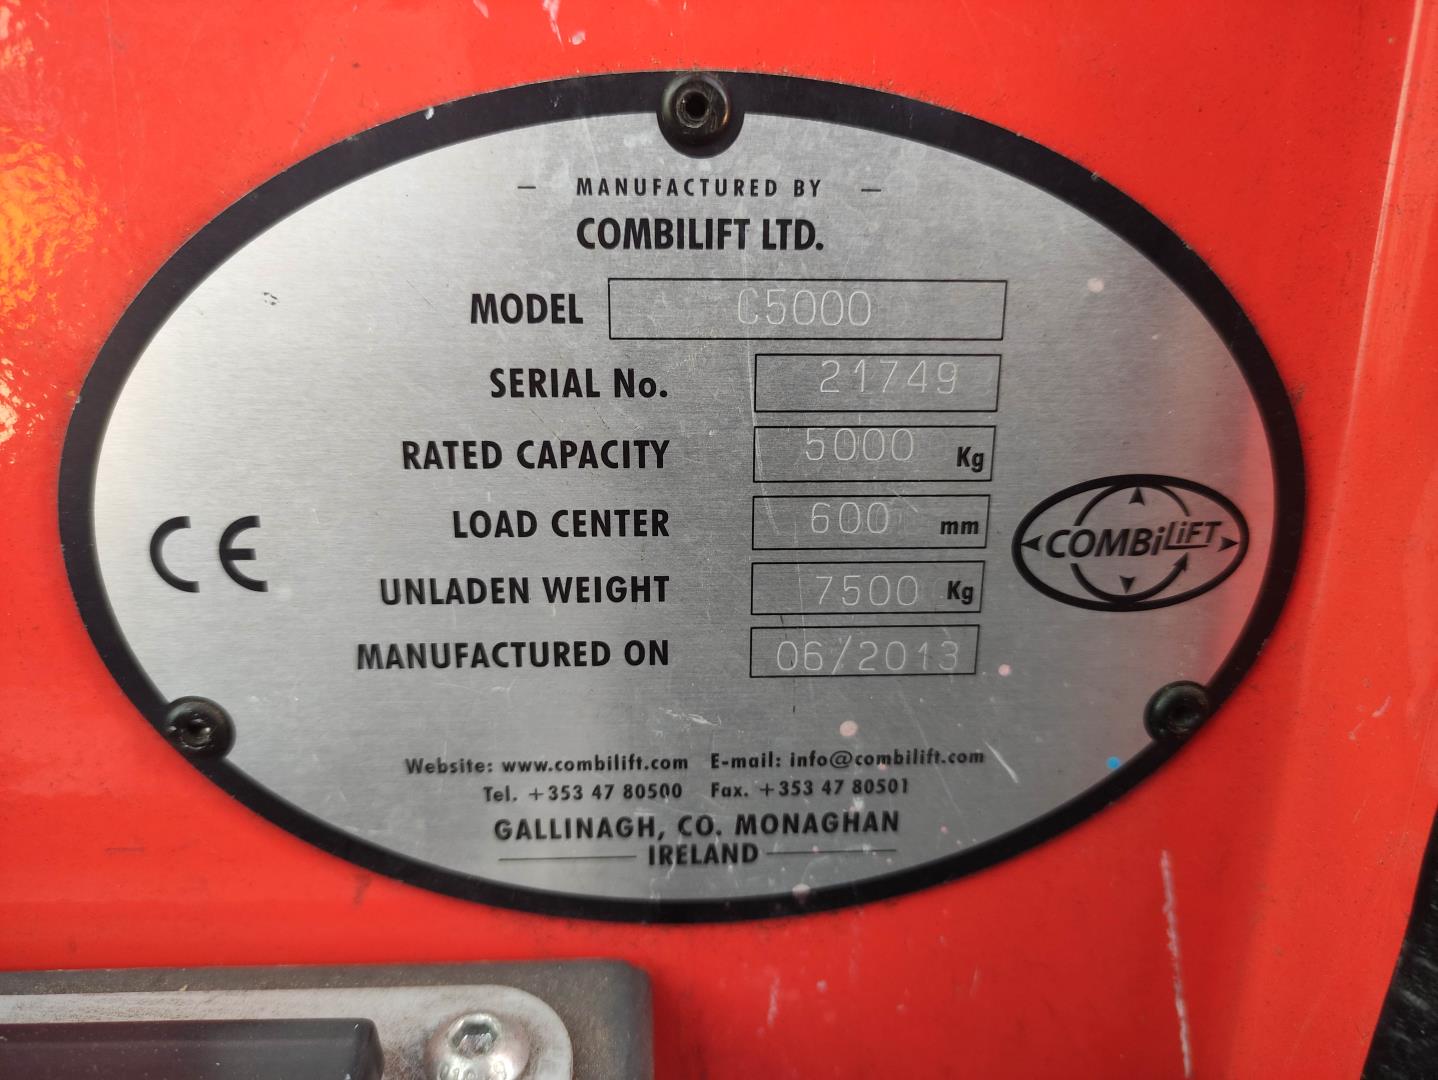 — MANUFACTURED BY —
COMBILIFT LTD.
MODEL C5000
SERIAL No. 21749
RATED CAPACITY 5000 Kg
LOAD CENTER 600 mm
UNLADEN WEIGHT 7500 Kg
MANUFACTURED ON 06/2013
CE
COMBiLiFT
Website: www.combilift.com E-mail: info@combilift.com
Tel. +353 47 80500 Fax. +353 47 80501
GALLINAGH, CO. MONAGHAN
IRELAND